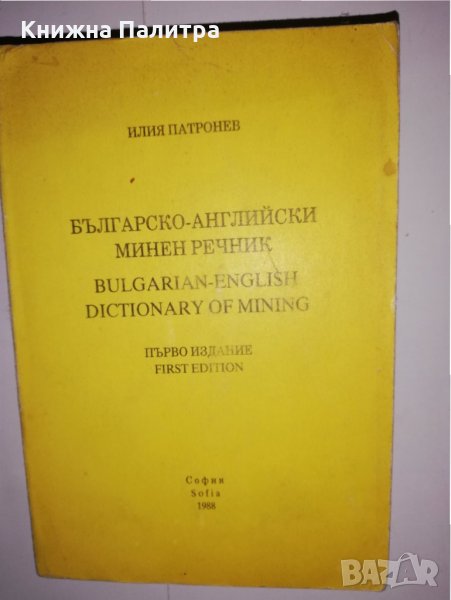 Книжна Палитра
ИЛИЯ ПАТРОНЕВ
БЪЛГАРСКО-АНГЛИЙСКИ
МИНЕН РЕЧНИК
BULGARIAN-ENGLISH
DICTIONARY OF MINING
ПЪРВО ИЗДАНИЕ
FIRST EDITION
София
Sofia
1988
BAZAR